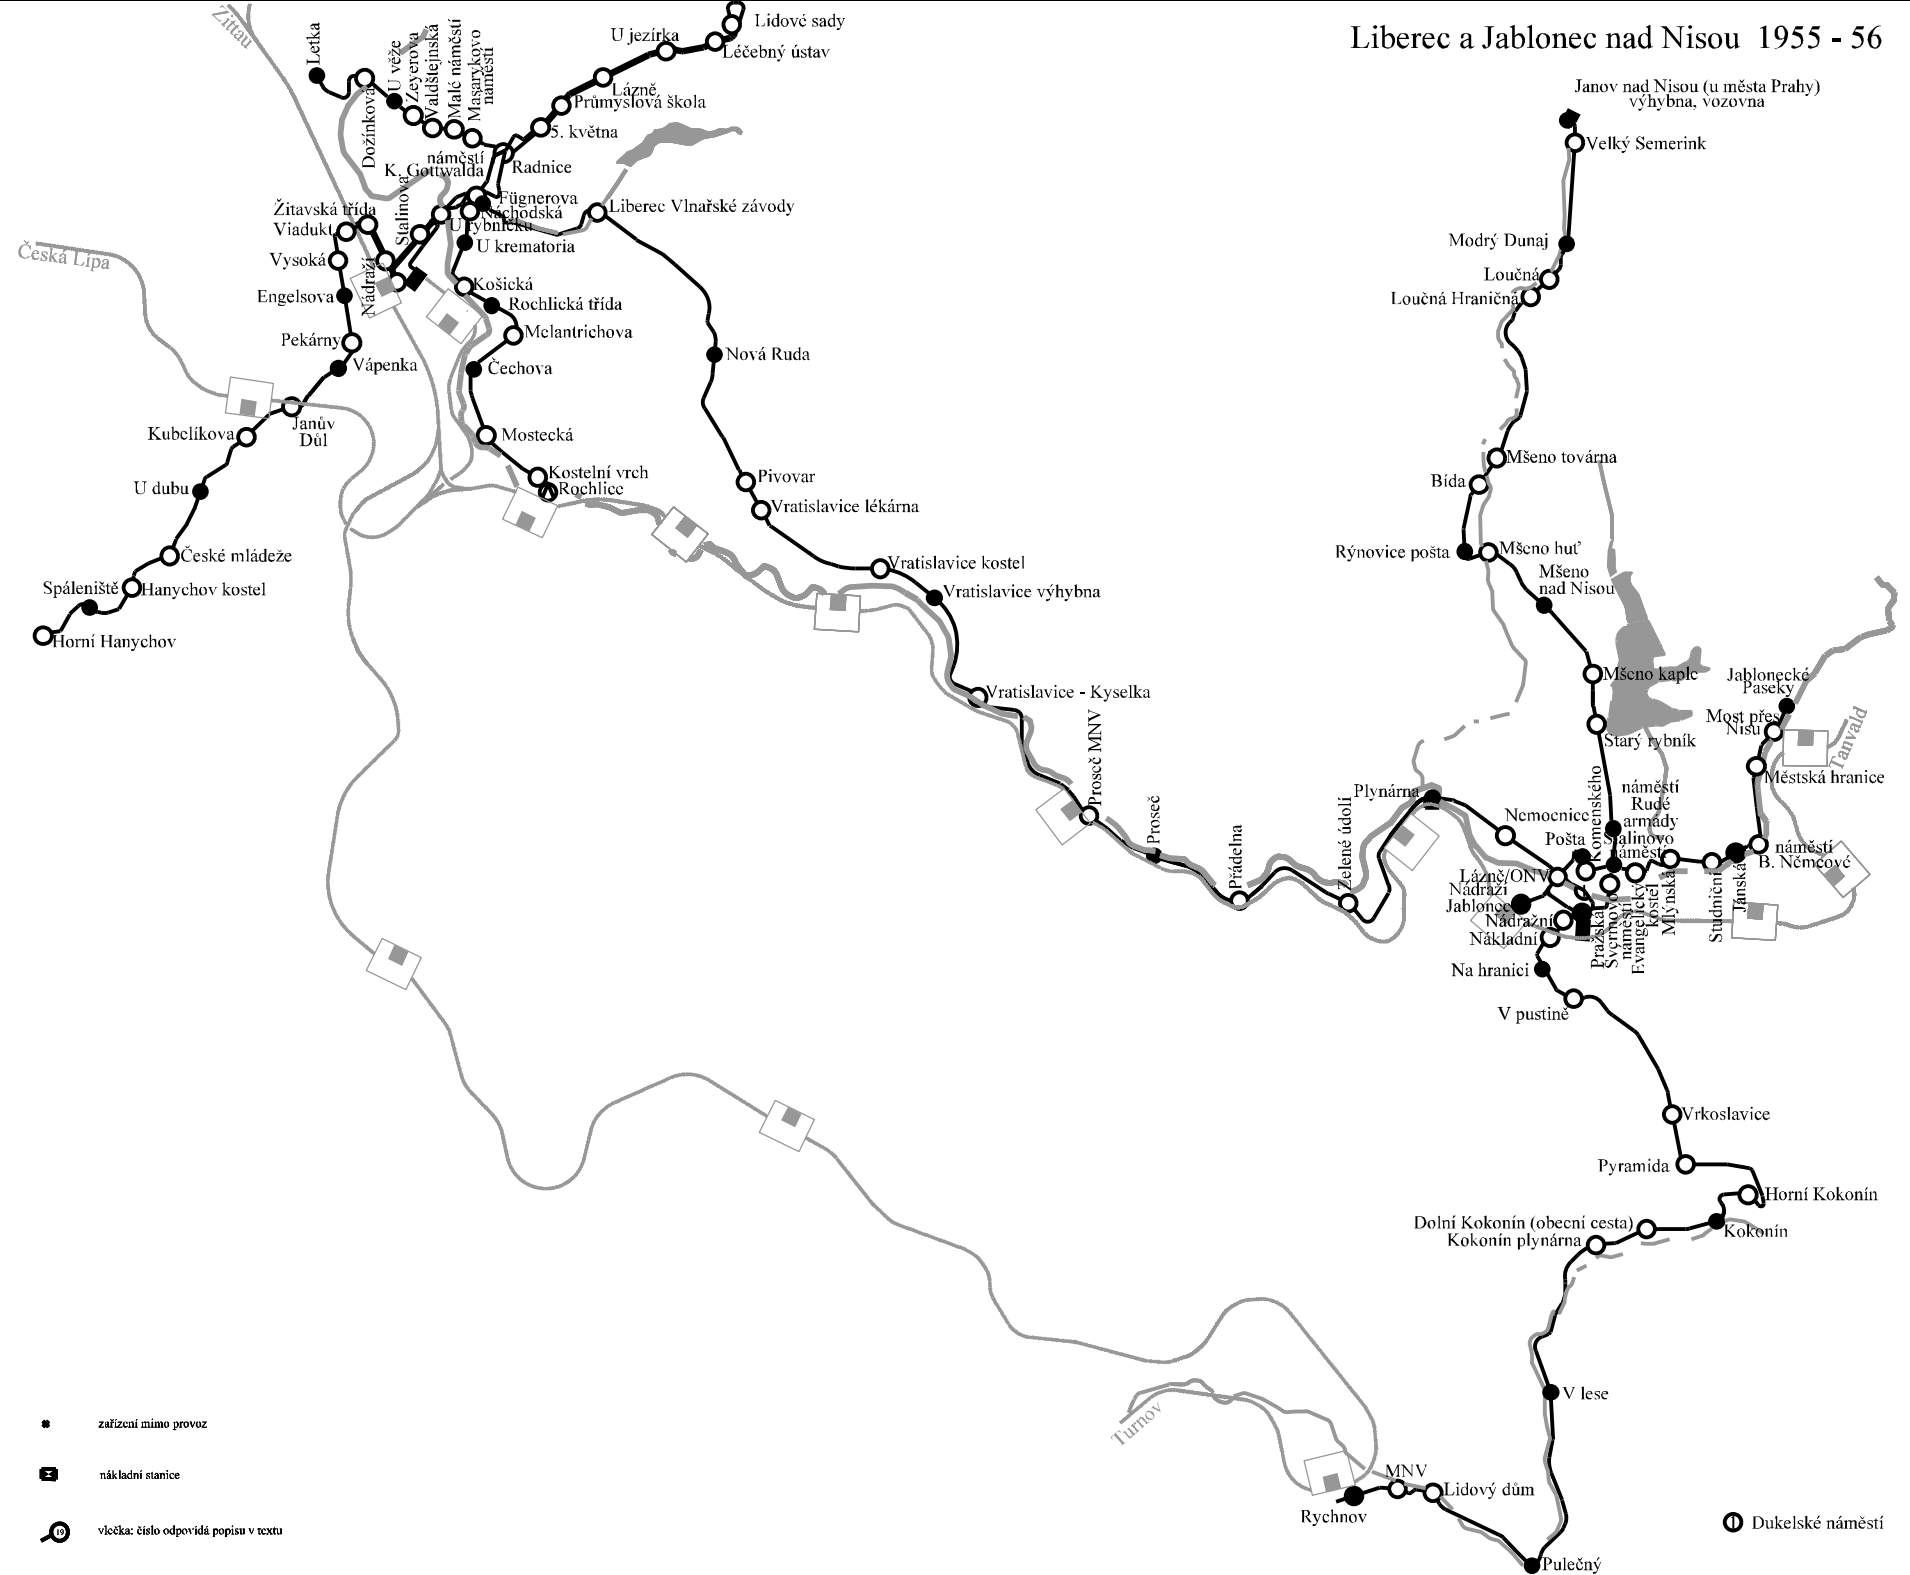 Liberec a Jablonec nad Nisou 1955 - 56
Zittau
Letka
Dožínkova
U věže
Zeyerova
Valdštejnská
Malé náměstí
Masarykovo
náměstí
U jezírka
Lidové sady
Léčebný ústav
Lázně
Průmyslová škola
5. května
náměstí
K. Gottwalda
Radnice
Fügnerova
Náchodská
U rybníčku
U krematoria
Liberec Vlnařské závody
Žitavská třída
Viadukt
Stalinova
Nádraží
Vysoká
Engelsova
Pekárny
Vápenka
Česká Lípa
Janův
Důl
Kubelíkova
U dubu
České mládeže
Spáleniště
Hanychov kostel
Horní Hanychov
Košická
Rochlická třída
Melantrichova
Čechova
Mostecká
Kostelní vrch
Rochlice
Nová Ruda
Pivovar
Vratislavice lékárna
Vratislavice kostel
Vratislavice výhybna
Vratislavice - Kyselka
Proseč MNV
Proseč
Přádelna
Zelené údolí
Plynárna
Janov nad Nisou (u města Prahy)
výhybna, vozovna
Velký Semerink
Modrý Dunaj
Loučná
Loučná Hraničná
Mšeno továrna
Bída
Rýnovice pošta
Mšeno huť
Mšeno
nad Nisou
Mšeno kaple
Starý rybník
Jablonecké
Paseky
Most přes
Nisu
Tanvald
Městská hranice
náměstí
B. Němcové
Nemocnice
Pošta
Komenského
náměstí
Rudé
armády
Stalinovo
náměstí
Lázně/ONV
Nádraží
Jablonec
Nádražní
Nákladní
Na hranici
V pustině
Pražská
Švermovo
náměstí
Evangelický
kostel
Mlýnská
Studniční
Jánská
Vrkoslavice
Pyramida
Horní Kokonín
Dolní Kokonín (obecní cesta)
Kokonín plynárna
Kokonín
V lese
Turnov
MNV
Lidový dům
Rychnov
Pulečný
Dukelské náměstí
zařízení mimo provoz
nákladní stanice
19
vlečka: číslo odpovídá popisu v textu